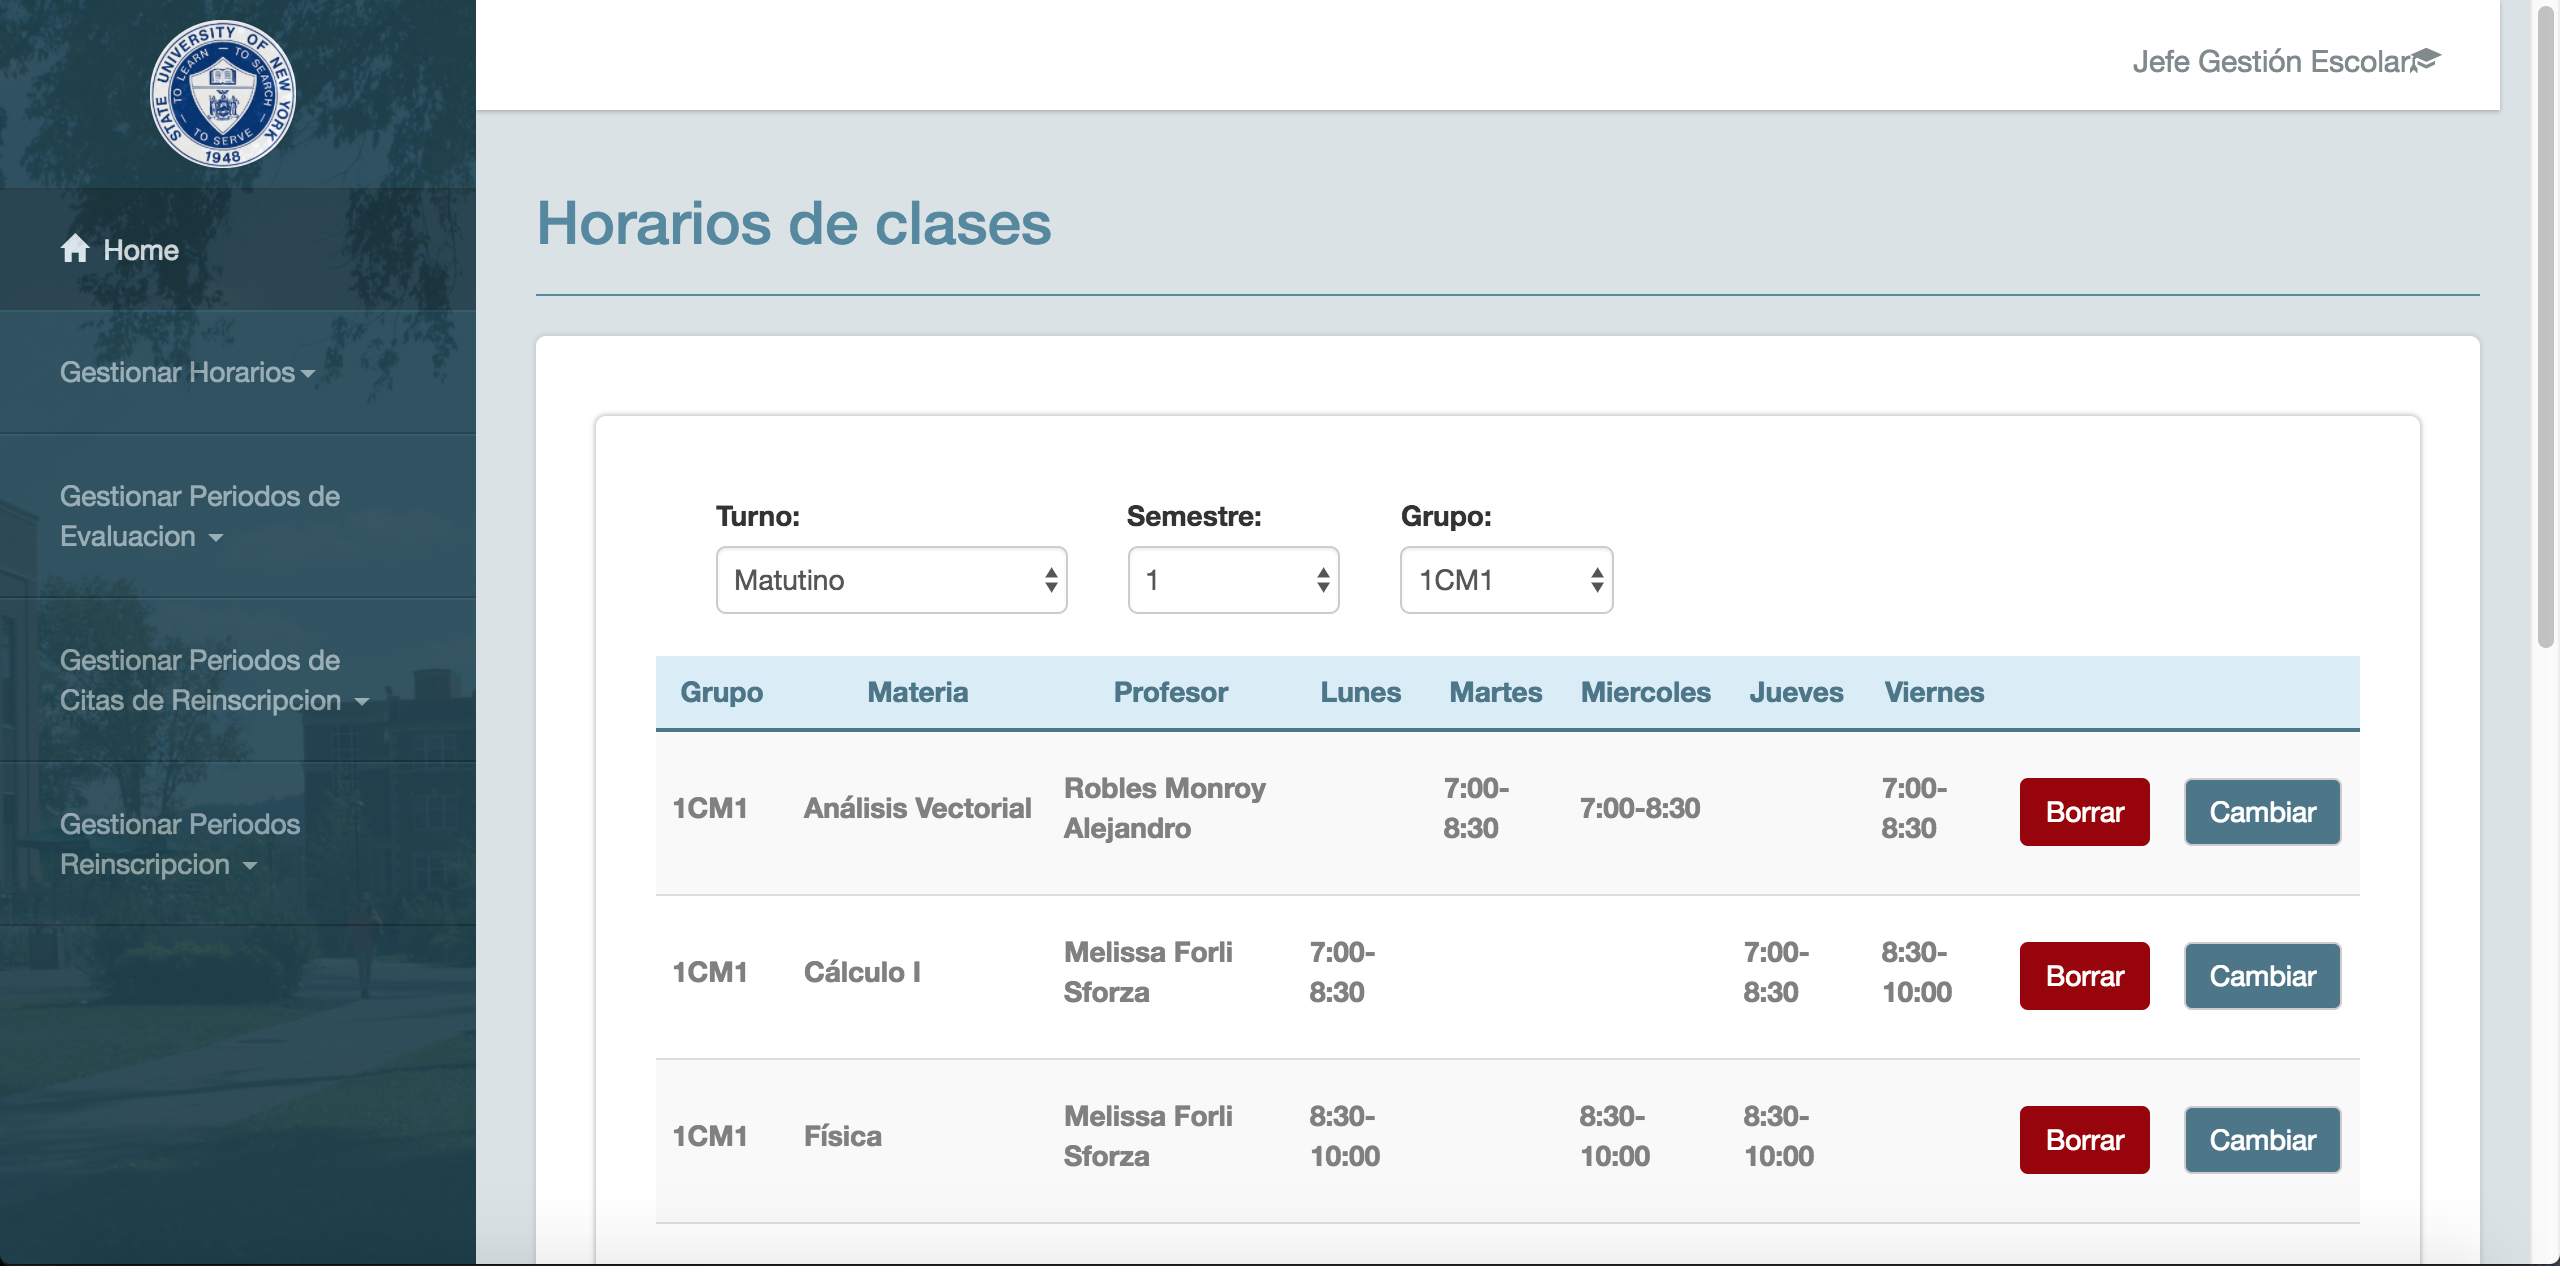 STATE UNIVERSITY OF NEW YORK
TO LEARN — TO SEARCH — TO SERVE
1948
Jefe Gestión Escolar
Home
Gestionar Horarios
Gestionar Periodos de
Evaluacion
Gestionar Periodos de
Citas de Reinscripcion
Gestionar Periodos
Reinscripcion
Horarios de clases
Turno: Semestre: Grupo:
Matutino 1 1CM1
Grupo Materia Profesor Lunes Martes Miercoles Jueves Viernes
1CM1 Análisis Vectorial Robles Monroy Alejandro 7:00-8:30 7:00-8:30 7:00-8:30 Borrar Cambiar
1CM1 Cálculo I Melissa Forli Sforza 7:00-8:30 7:00-8:30 8:30-10:00 Borrar Cambiar
1CM1 Física Melissa Forli Sforza 8:30-10:00 8:30-10:00 8:30-10:00 Borrar Cambiar